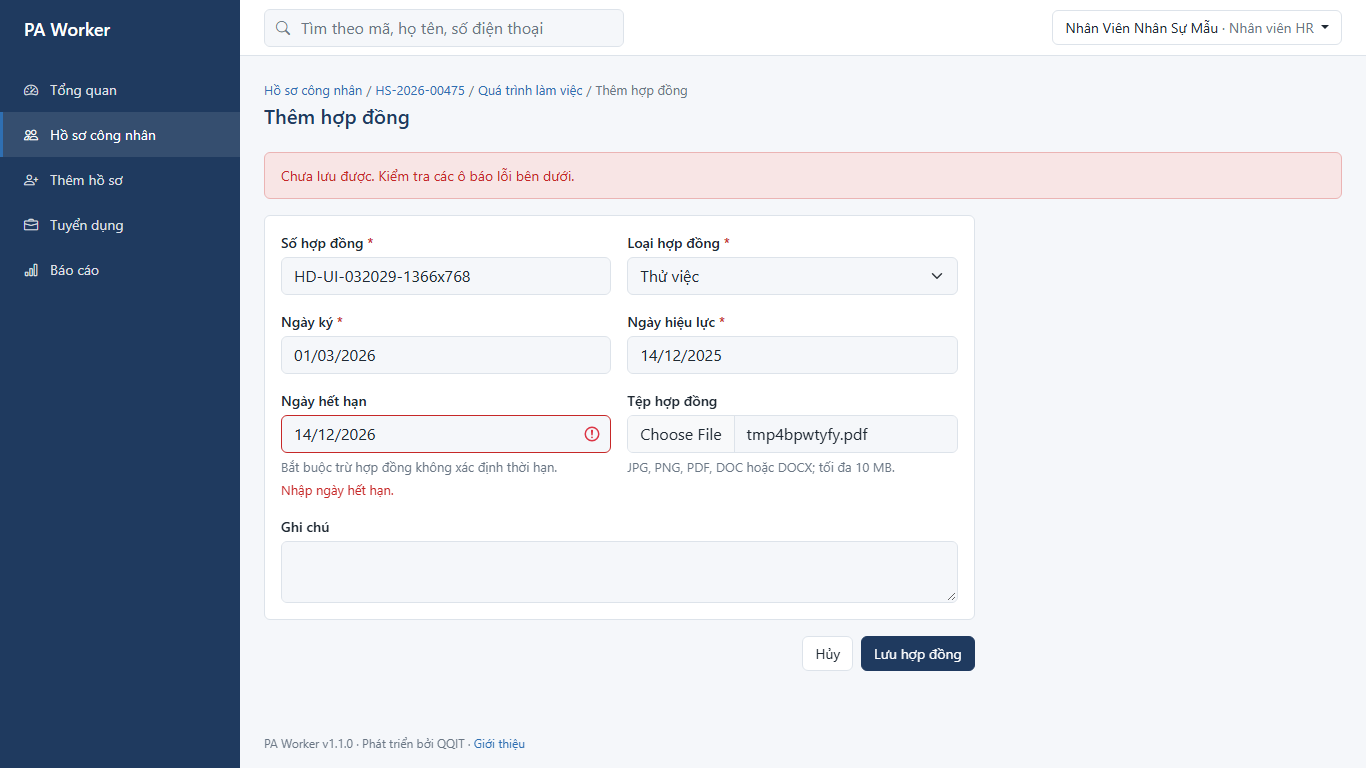 PA Worker
Tìm theo mã, họ tên, số điện thoại
Nhân Viên Nhân Sự Mẫu · Nhân viên HR
Tổng quan
Hồ sơ công nhân
Thêm hồ sơ
Tuyển dụng
Báo cáo
Hồ sơ công nhân / HS-2026-00475 / Quá trình làm việc / Thêm hợp đồng
Thêm hợp đồng
Chưa lưu được. Kiểm tra các ô báo lỗi bên dưới.
Số hợp đồng *
Loại hợp đồng *
HD-UI-032029-1366x768
Thử việc
Ngày ký *
Ngày hiệu lực *
01/03/2026
14/12/2025
Ngày hết hạn
Tệp hợp đồng
14/12/2026
Choose File tmp4bpwtyfy.pdf
Bắt buộc trừ hợp đồng không xác định thời hạn.
JPG, PNG, PDF, DOC hoặc DOCX; tối đa 10 MB.
Nhập ngày hết hạn.
Ghi chú
Hủy
Lưu hợp đồng
PA Worker v1.1.0 · Phát triển bởi QQIT · Giới thiệu